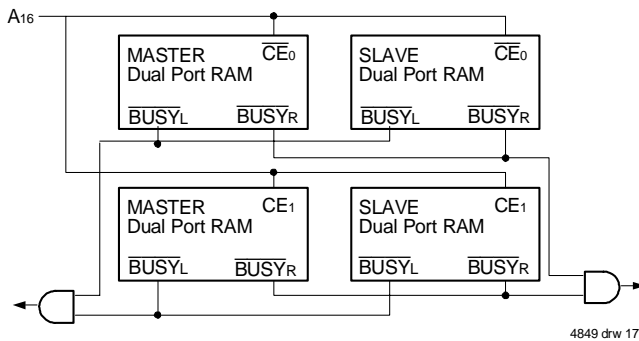 A16
MASTER
Dual Port RAM
CE0
BUSYL
BUSYR
SLAVE
Dual Port RAM
CE0
BUSYL
BUSYR
MASTER
Dual Port RAM
CE1
BUSYL
BUSYR
SLAVE
Dual Port RAM
CE1
BUSYL
BUSYR
4849 drw 17